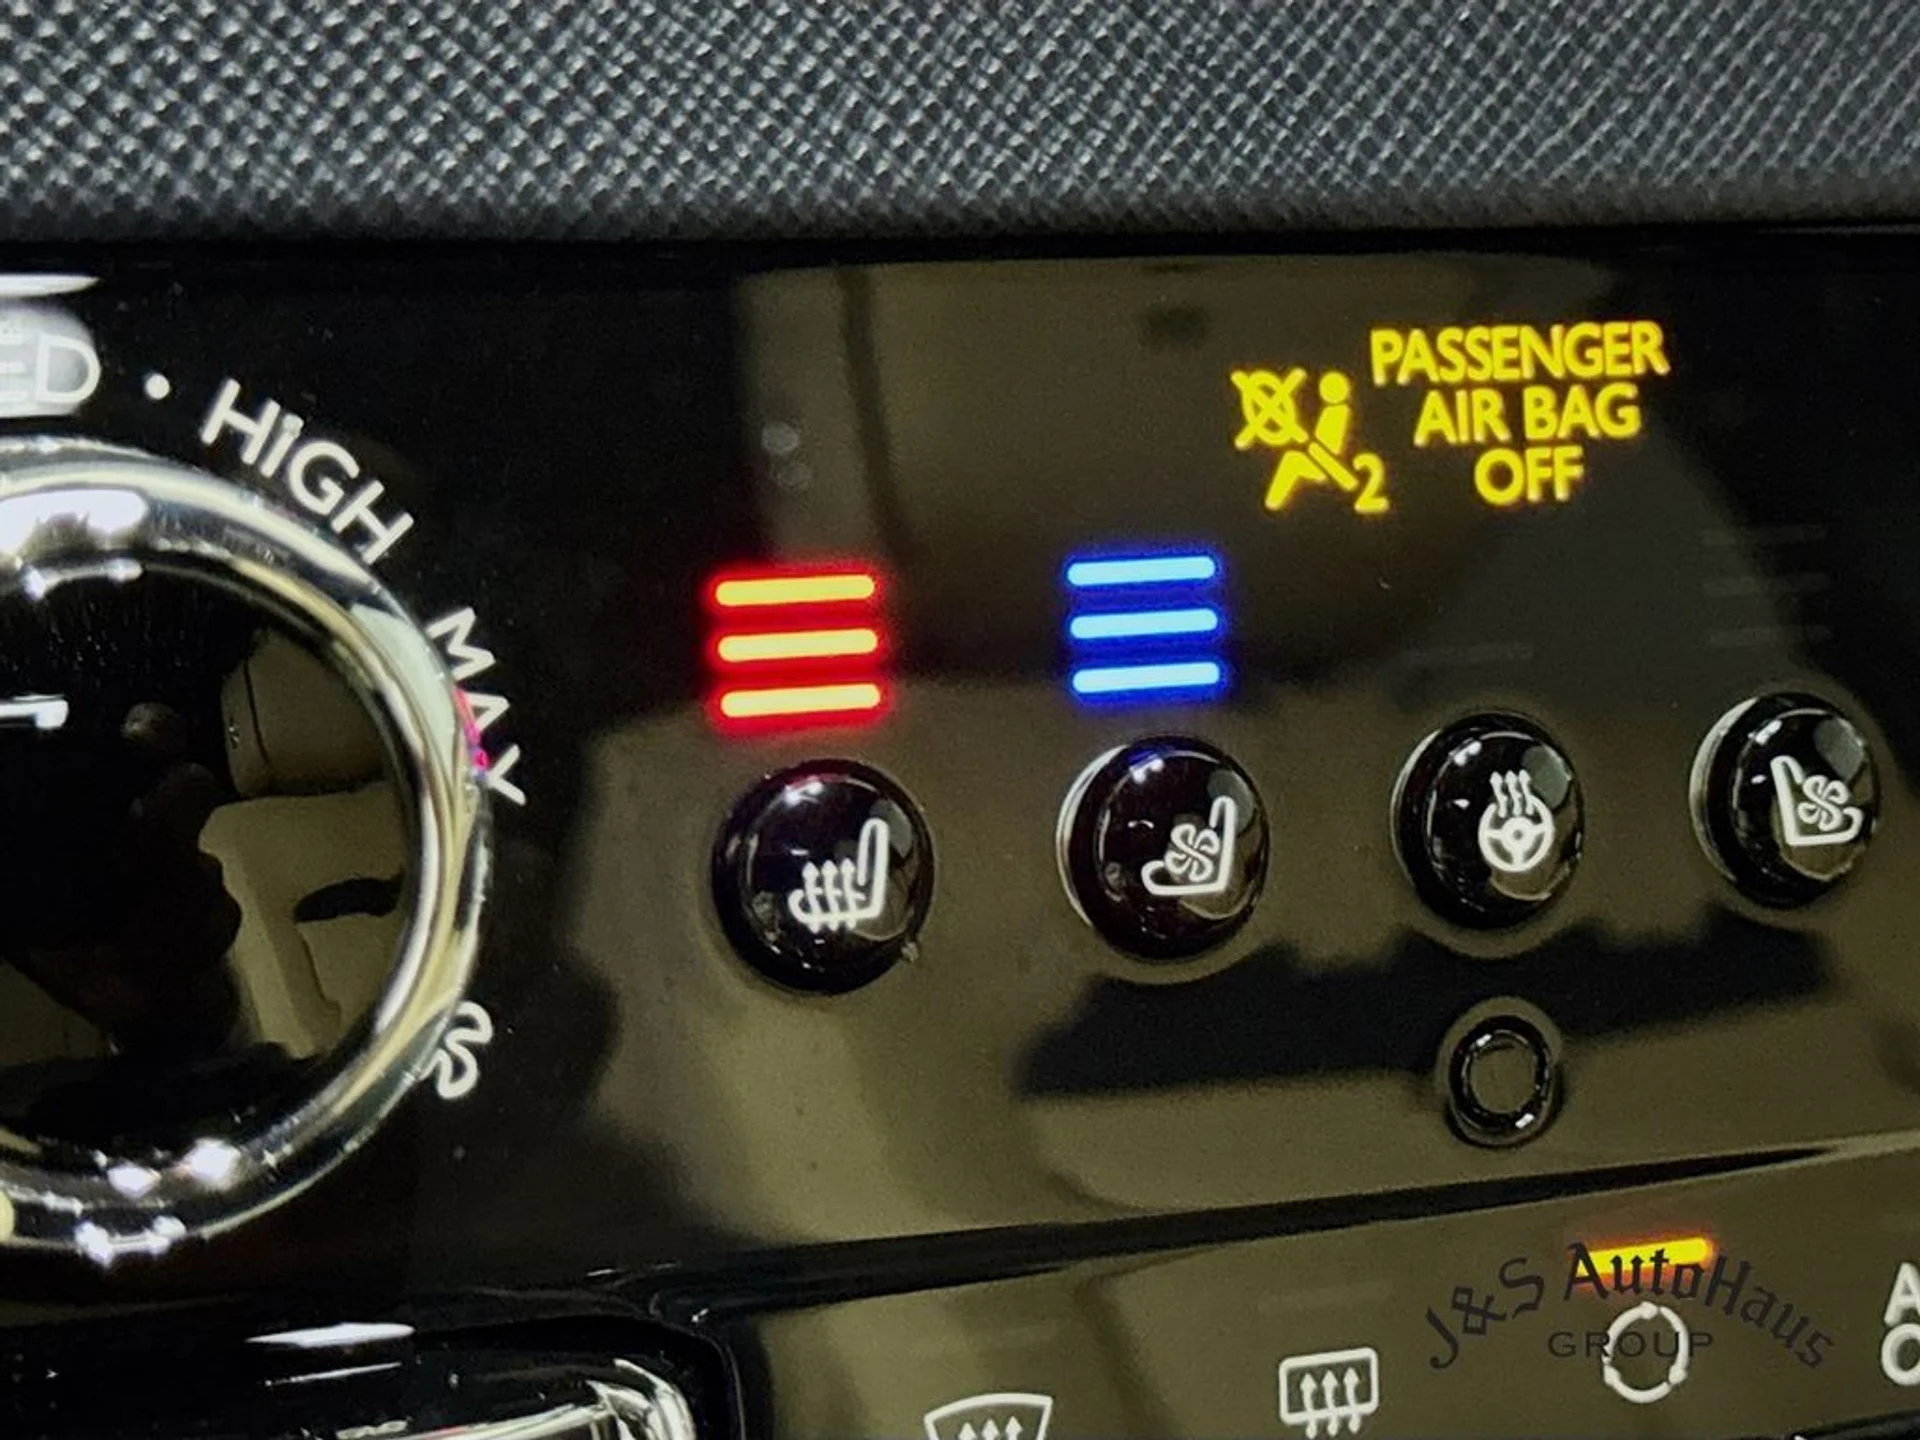 HIGH
MAX
PASSENGER
AIR BAG
OFF
2
J&S AutoHaus
GROUP